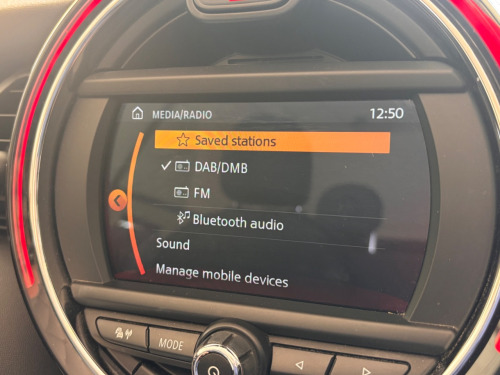 MEDIA/RADIO
12:50
Saved stations
DAB/DMB
FM
Bluetooth audio
Sound
Manage mobile devices
MODE